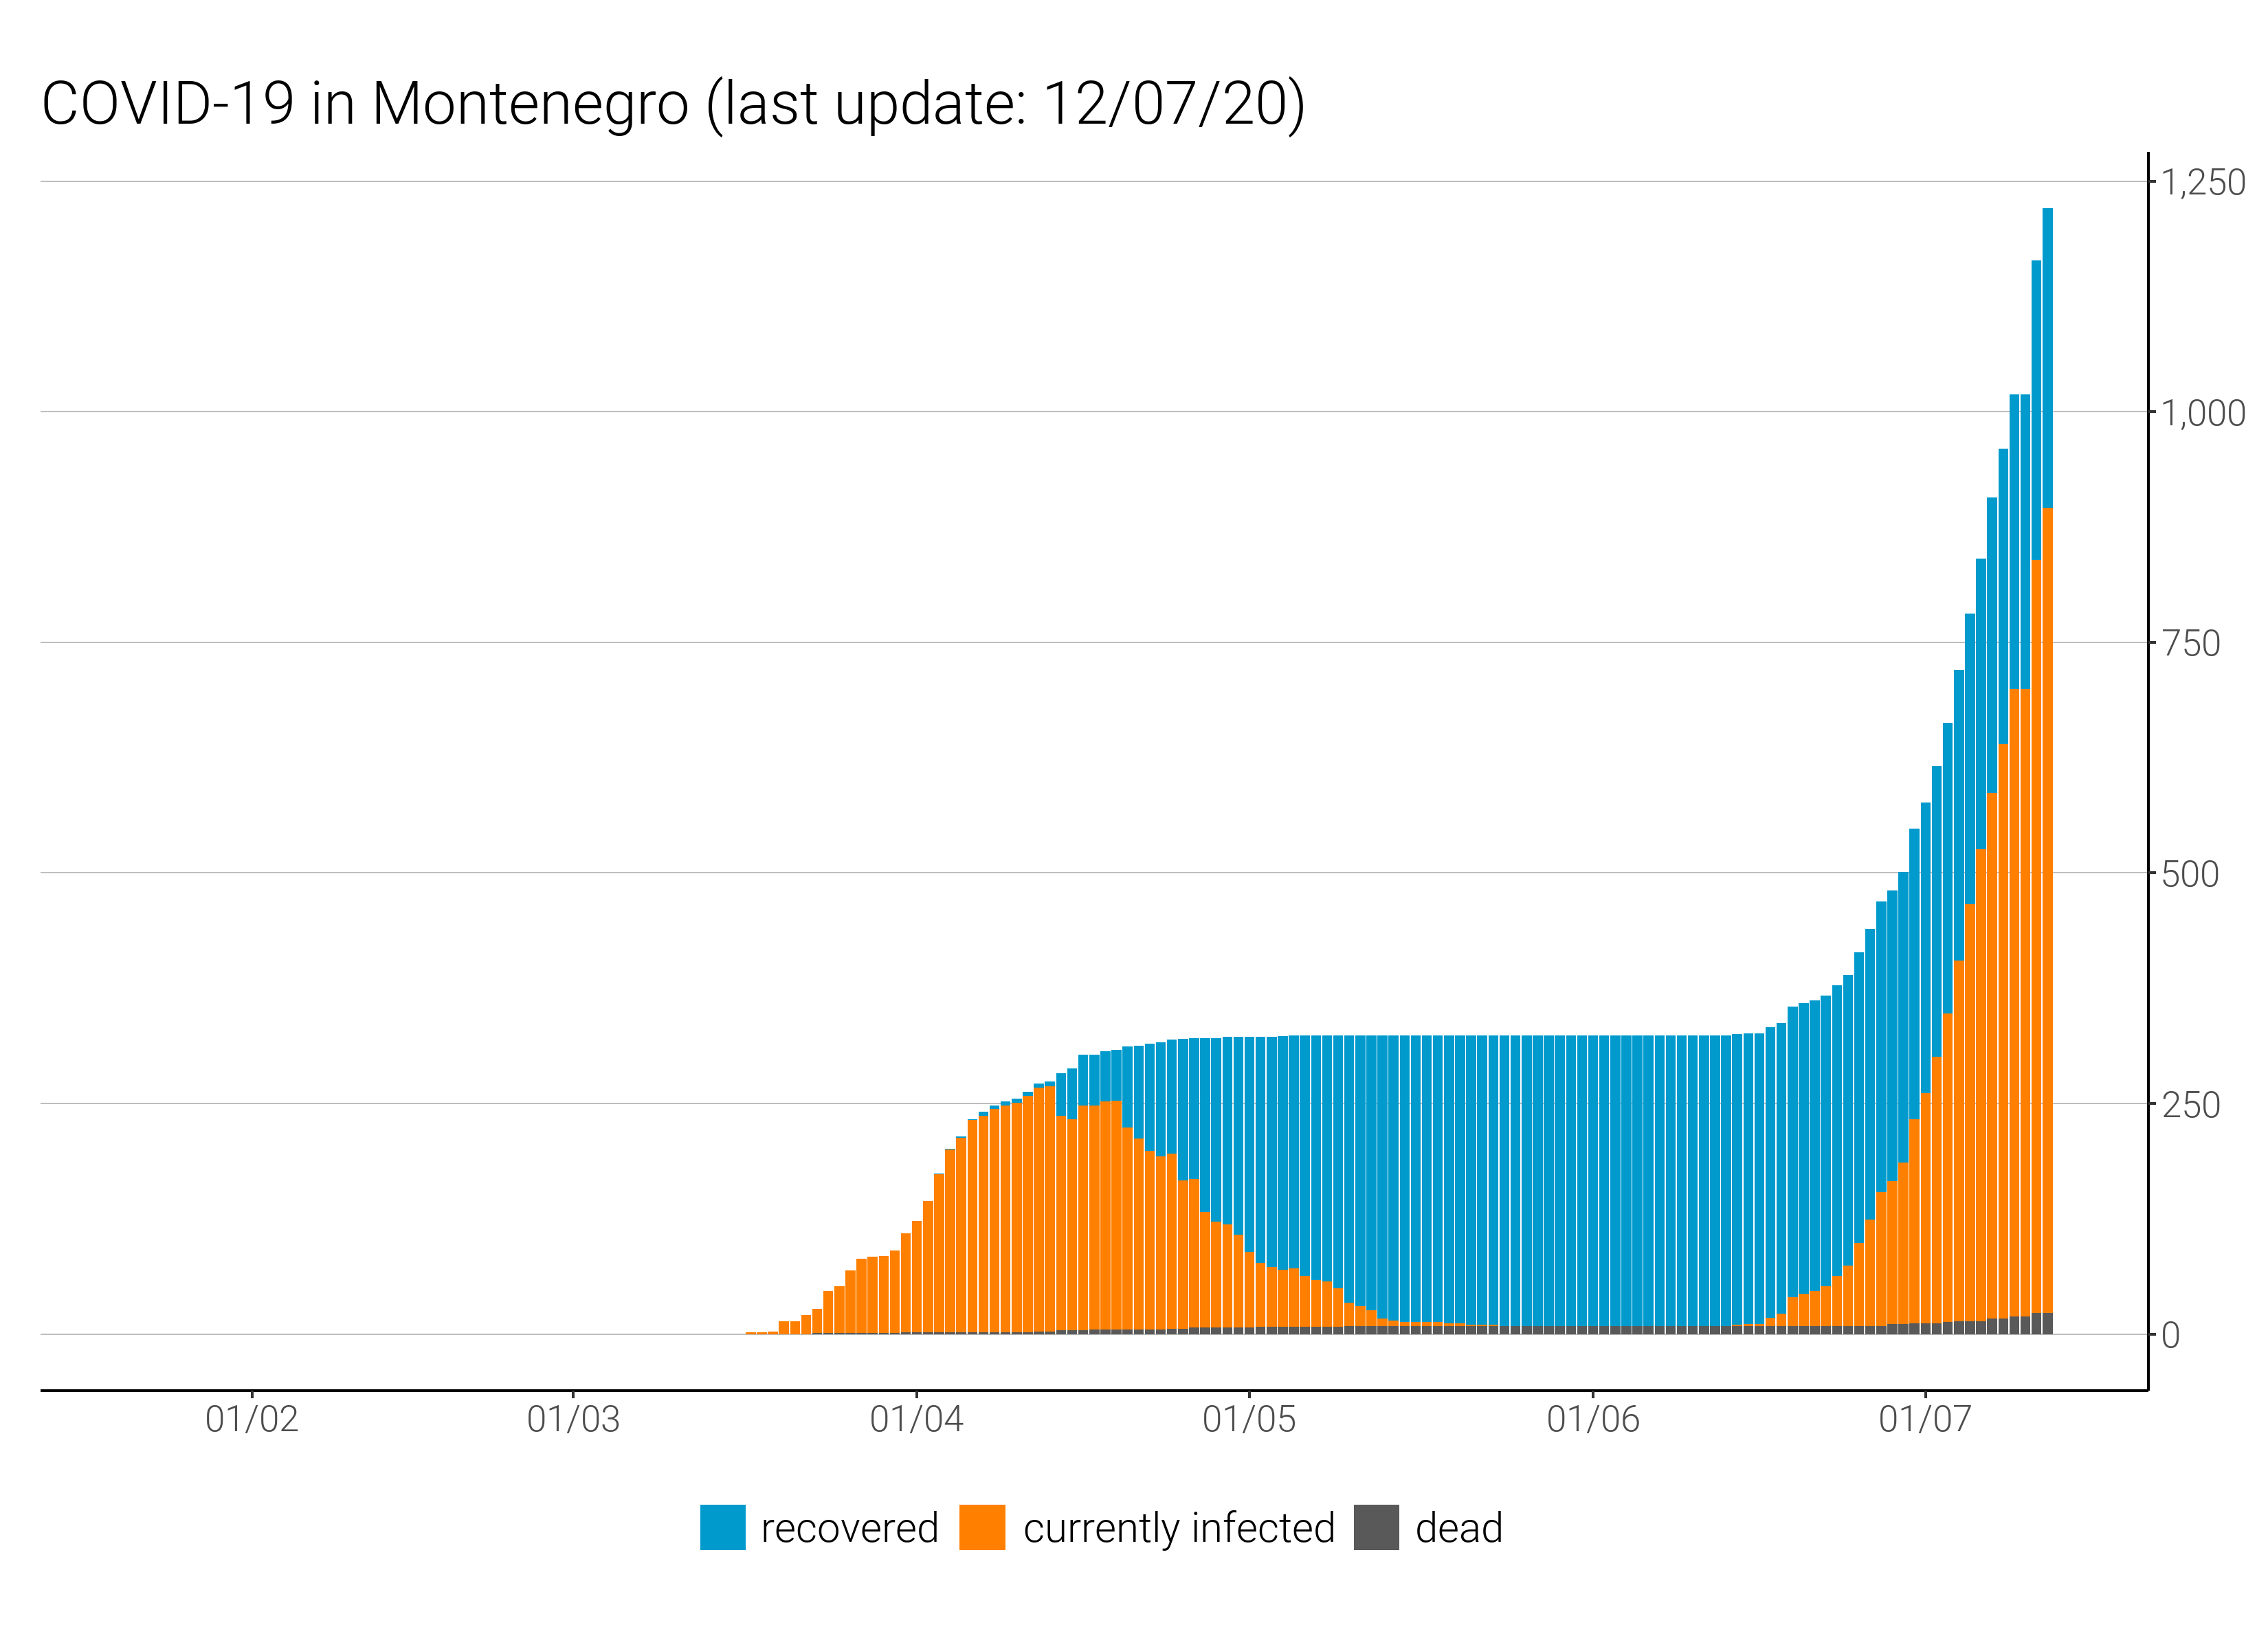 COVID-19 in Montenegro (last update: 12/07/20)
1,250
1,000
750
500
250
0
01/02 01/03 01/04 01/05 01/06 01/07
recovered currently infected dead